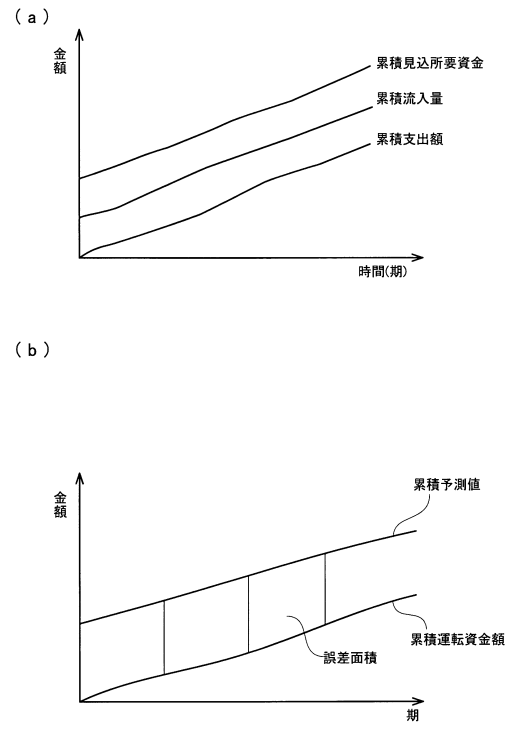 (a)
金額
累積見込所要資金
累積流入量
累積支出額
時間(期)
(b)
金額
累積予測値
累積運転資金額
誤差面積
期